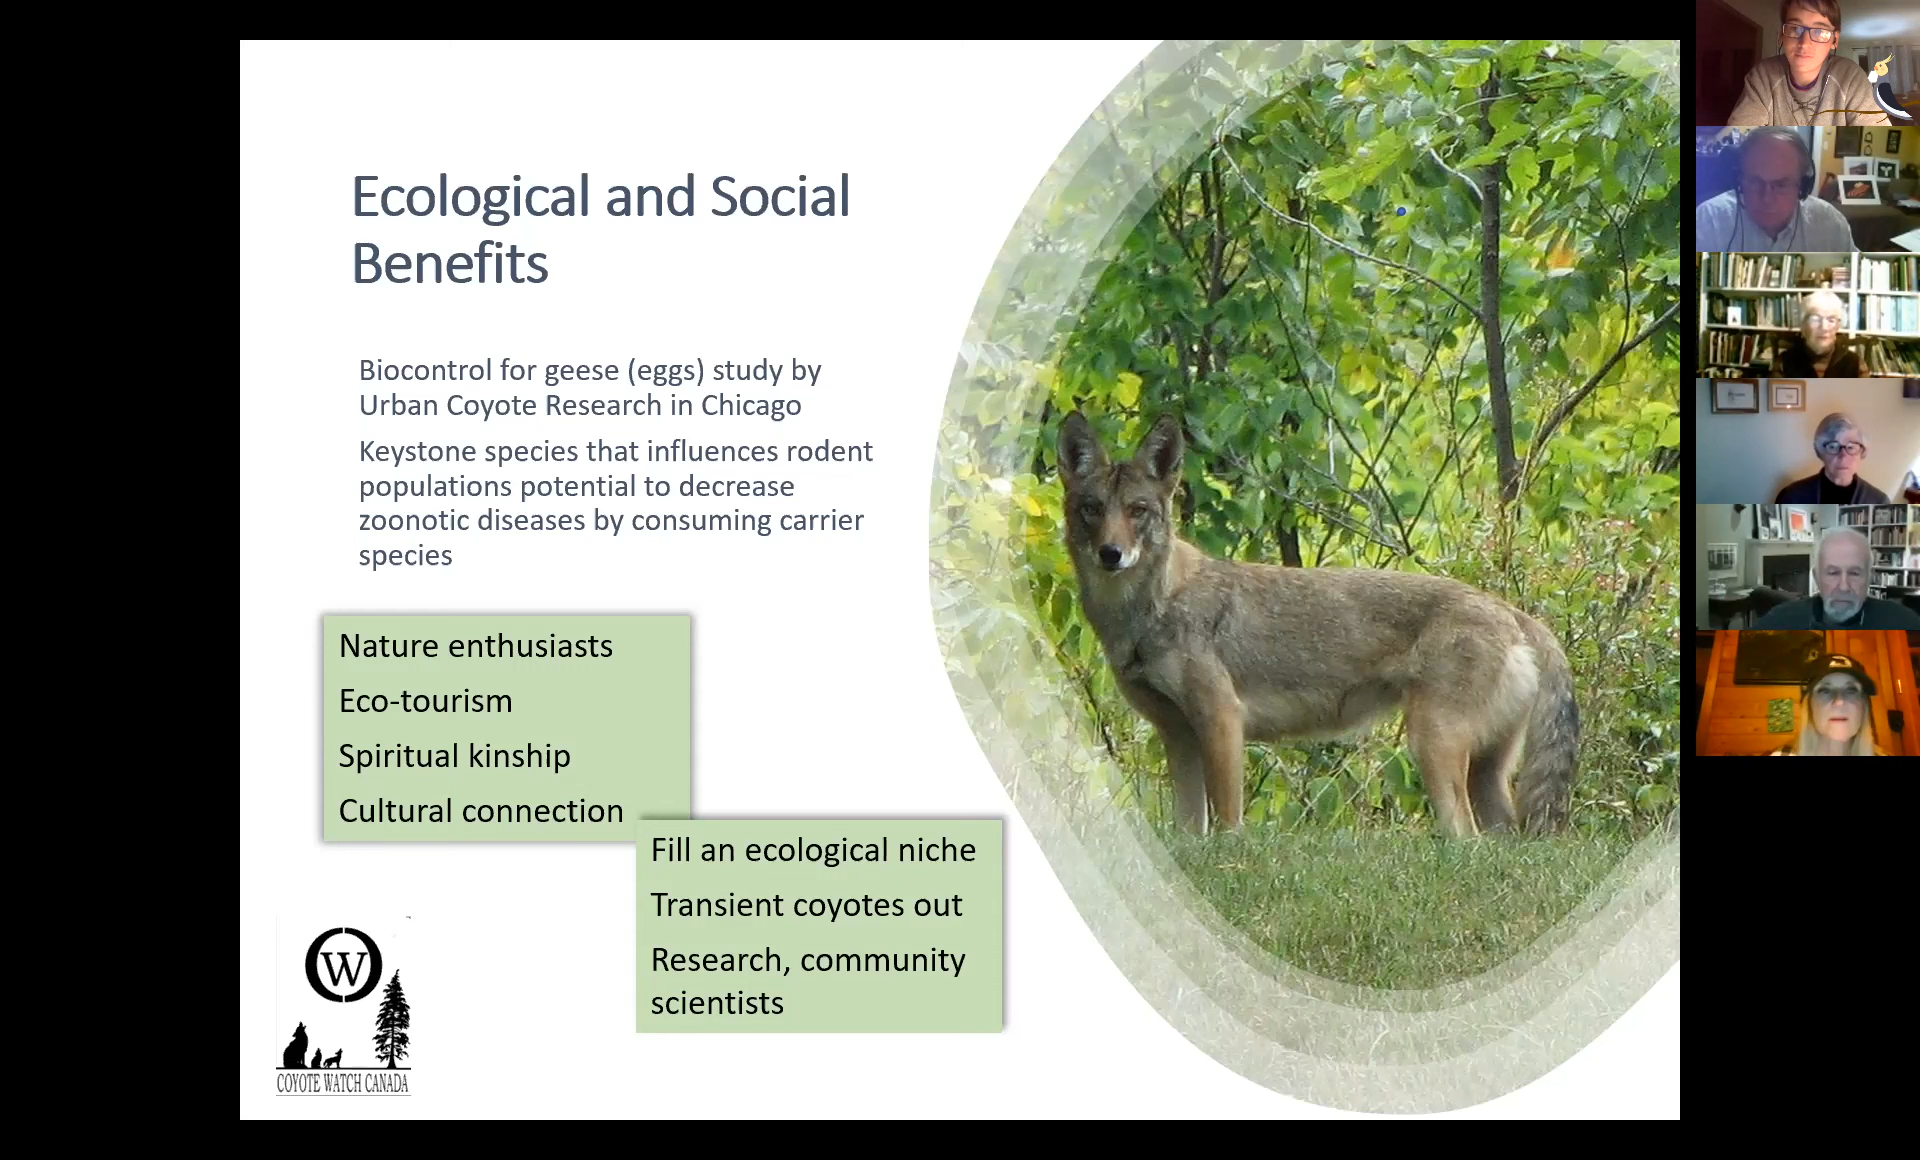 Ecological and Social
Benefits
Biocontrol for geese (eggs) study by
Urban Coyote Research in Chicago
Keystone species that influences rodent
populations potential to decrease
zoonotic diseases by consuming carrier
species
Nature enthusiasts
Eco-tourism
Spiritual kinship
Cultural connection
Fill an ecological niche
Transient coyotes out
Research, community
scientists
W
COYOTE WATCH CANADA